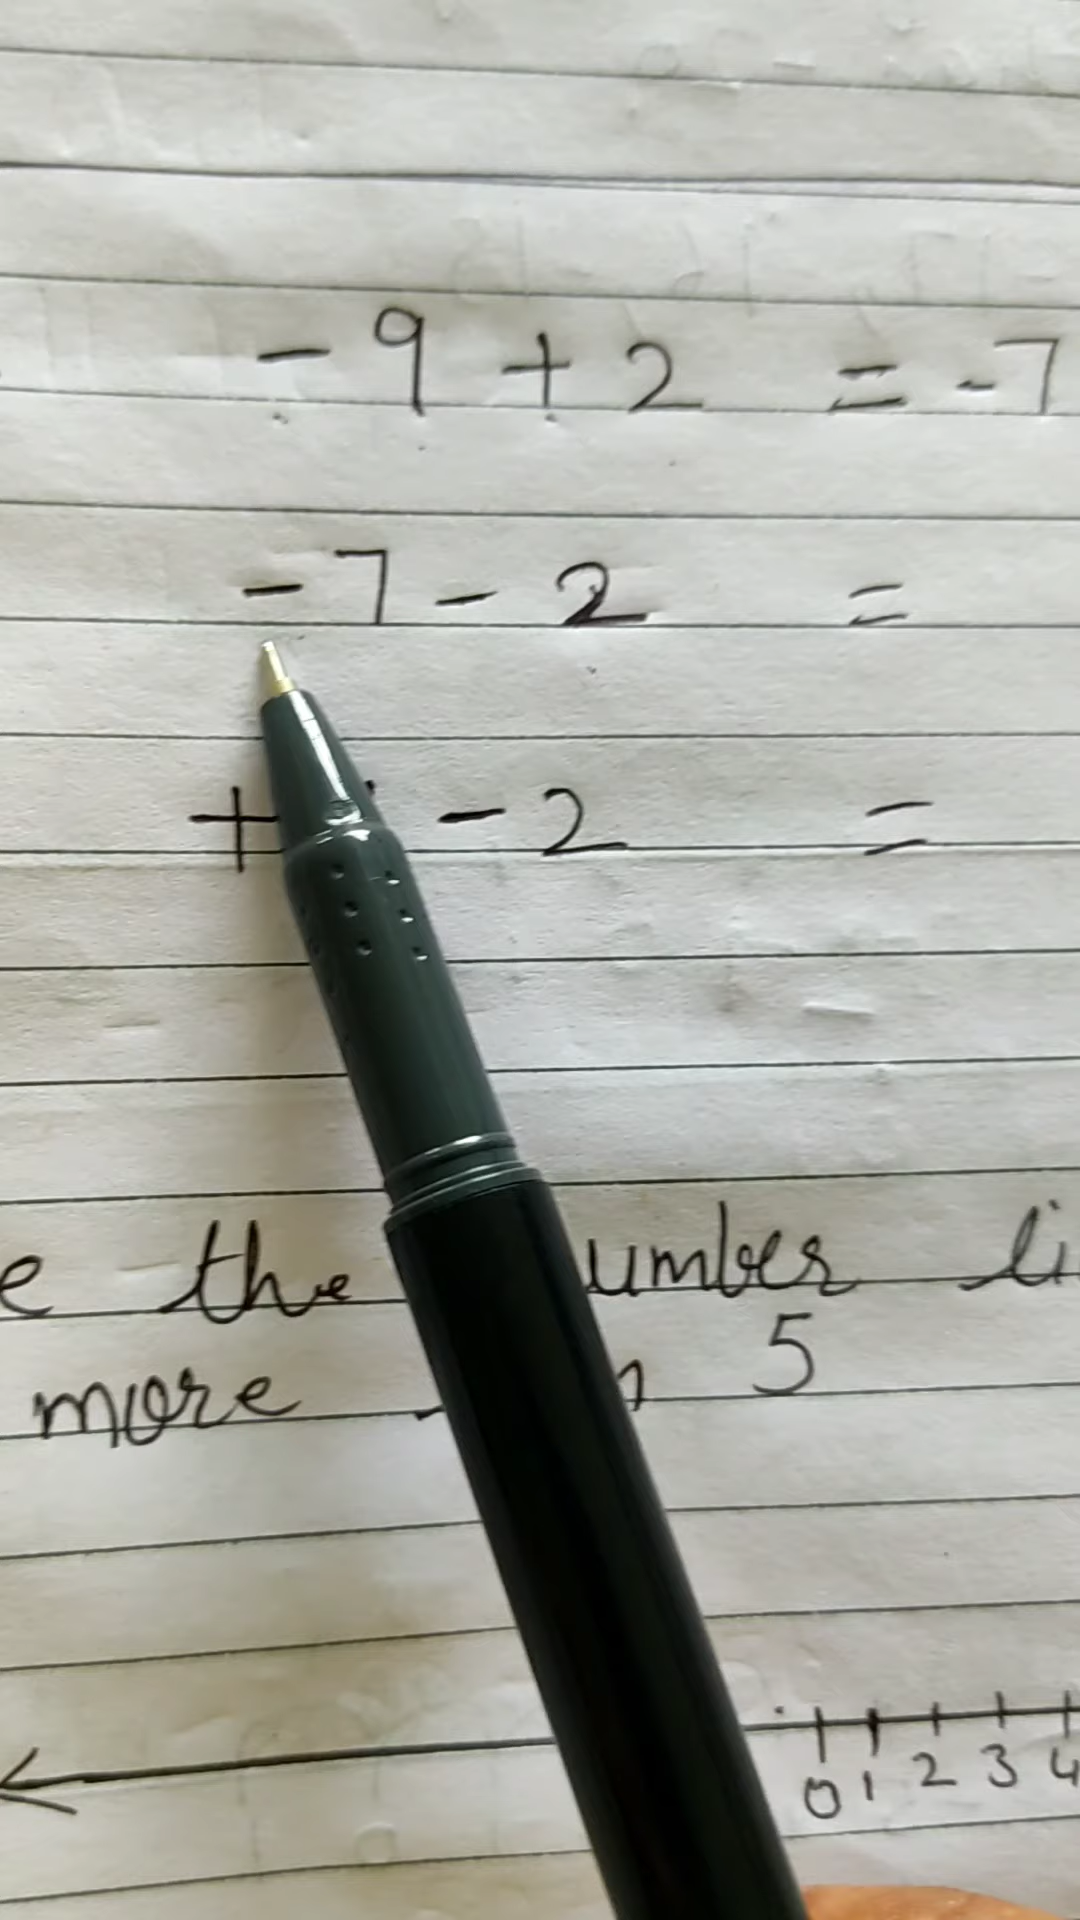 - 9 + 2 = -7
- 7 - 2 =
+ - 2 =
e the umber li
more n 5
0 1 2 3 4